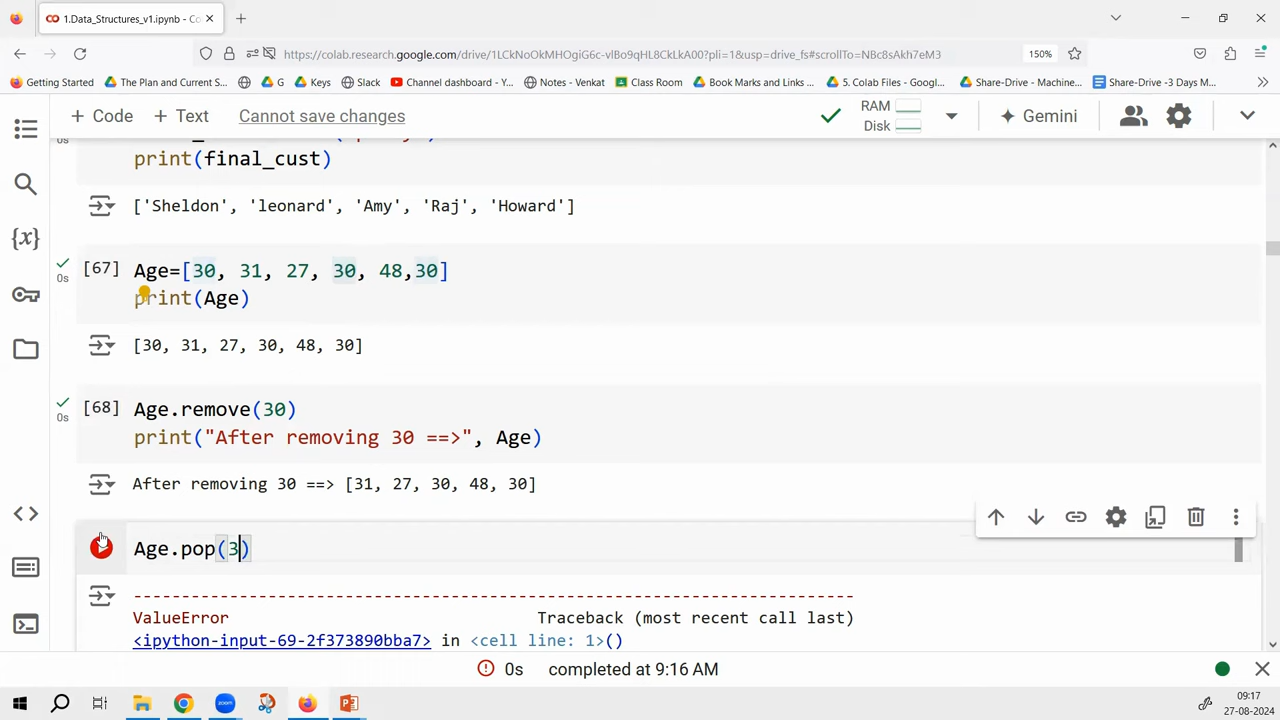 1.Data_Structures_v1.ipynb - Co
https://colab.research.google.com/drive/1LCkNoOkMHOgiG6c-vlBo9qHL8CkLkA00?pli=1&usp=drive_fs#scrollTo=NBc8sAkh7eM3
150%
Getting Started
The Plan and Current S...
G
Keys
Slack
Channel dashboard - Y...
Notes - Venkat
Class Room
Book Marks and Links ...
5. Colab Files - Googl...
Share-Drive - Machine...
Share-Drive -3 Days M...
+ Code + Text Cannot save changes
RAM
Disk
Gemini
print(final_cust)
['Sheldon', 'leonard', 'Amy', 'Raj', 'Howard']
[67] Age=[30, 31, 27, 30, 48,30]
0s
print(Age)
[30, 31, 27, 30, 48, 30]
[68] Age.remove(30)
0s
print("After removing 30 ==>", Age)
After removing 30 ==> [31, 27, 30, 48, 30]
Age.pop(3)
---------------------------------------------------------------------------
ValueError Traceback (most recent call last)
<ipython-input-69-2f373890bba7> in <cell line: 1>()
0s completed at 9:16 AM
09:17
27-08-2024